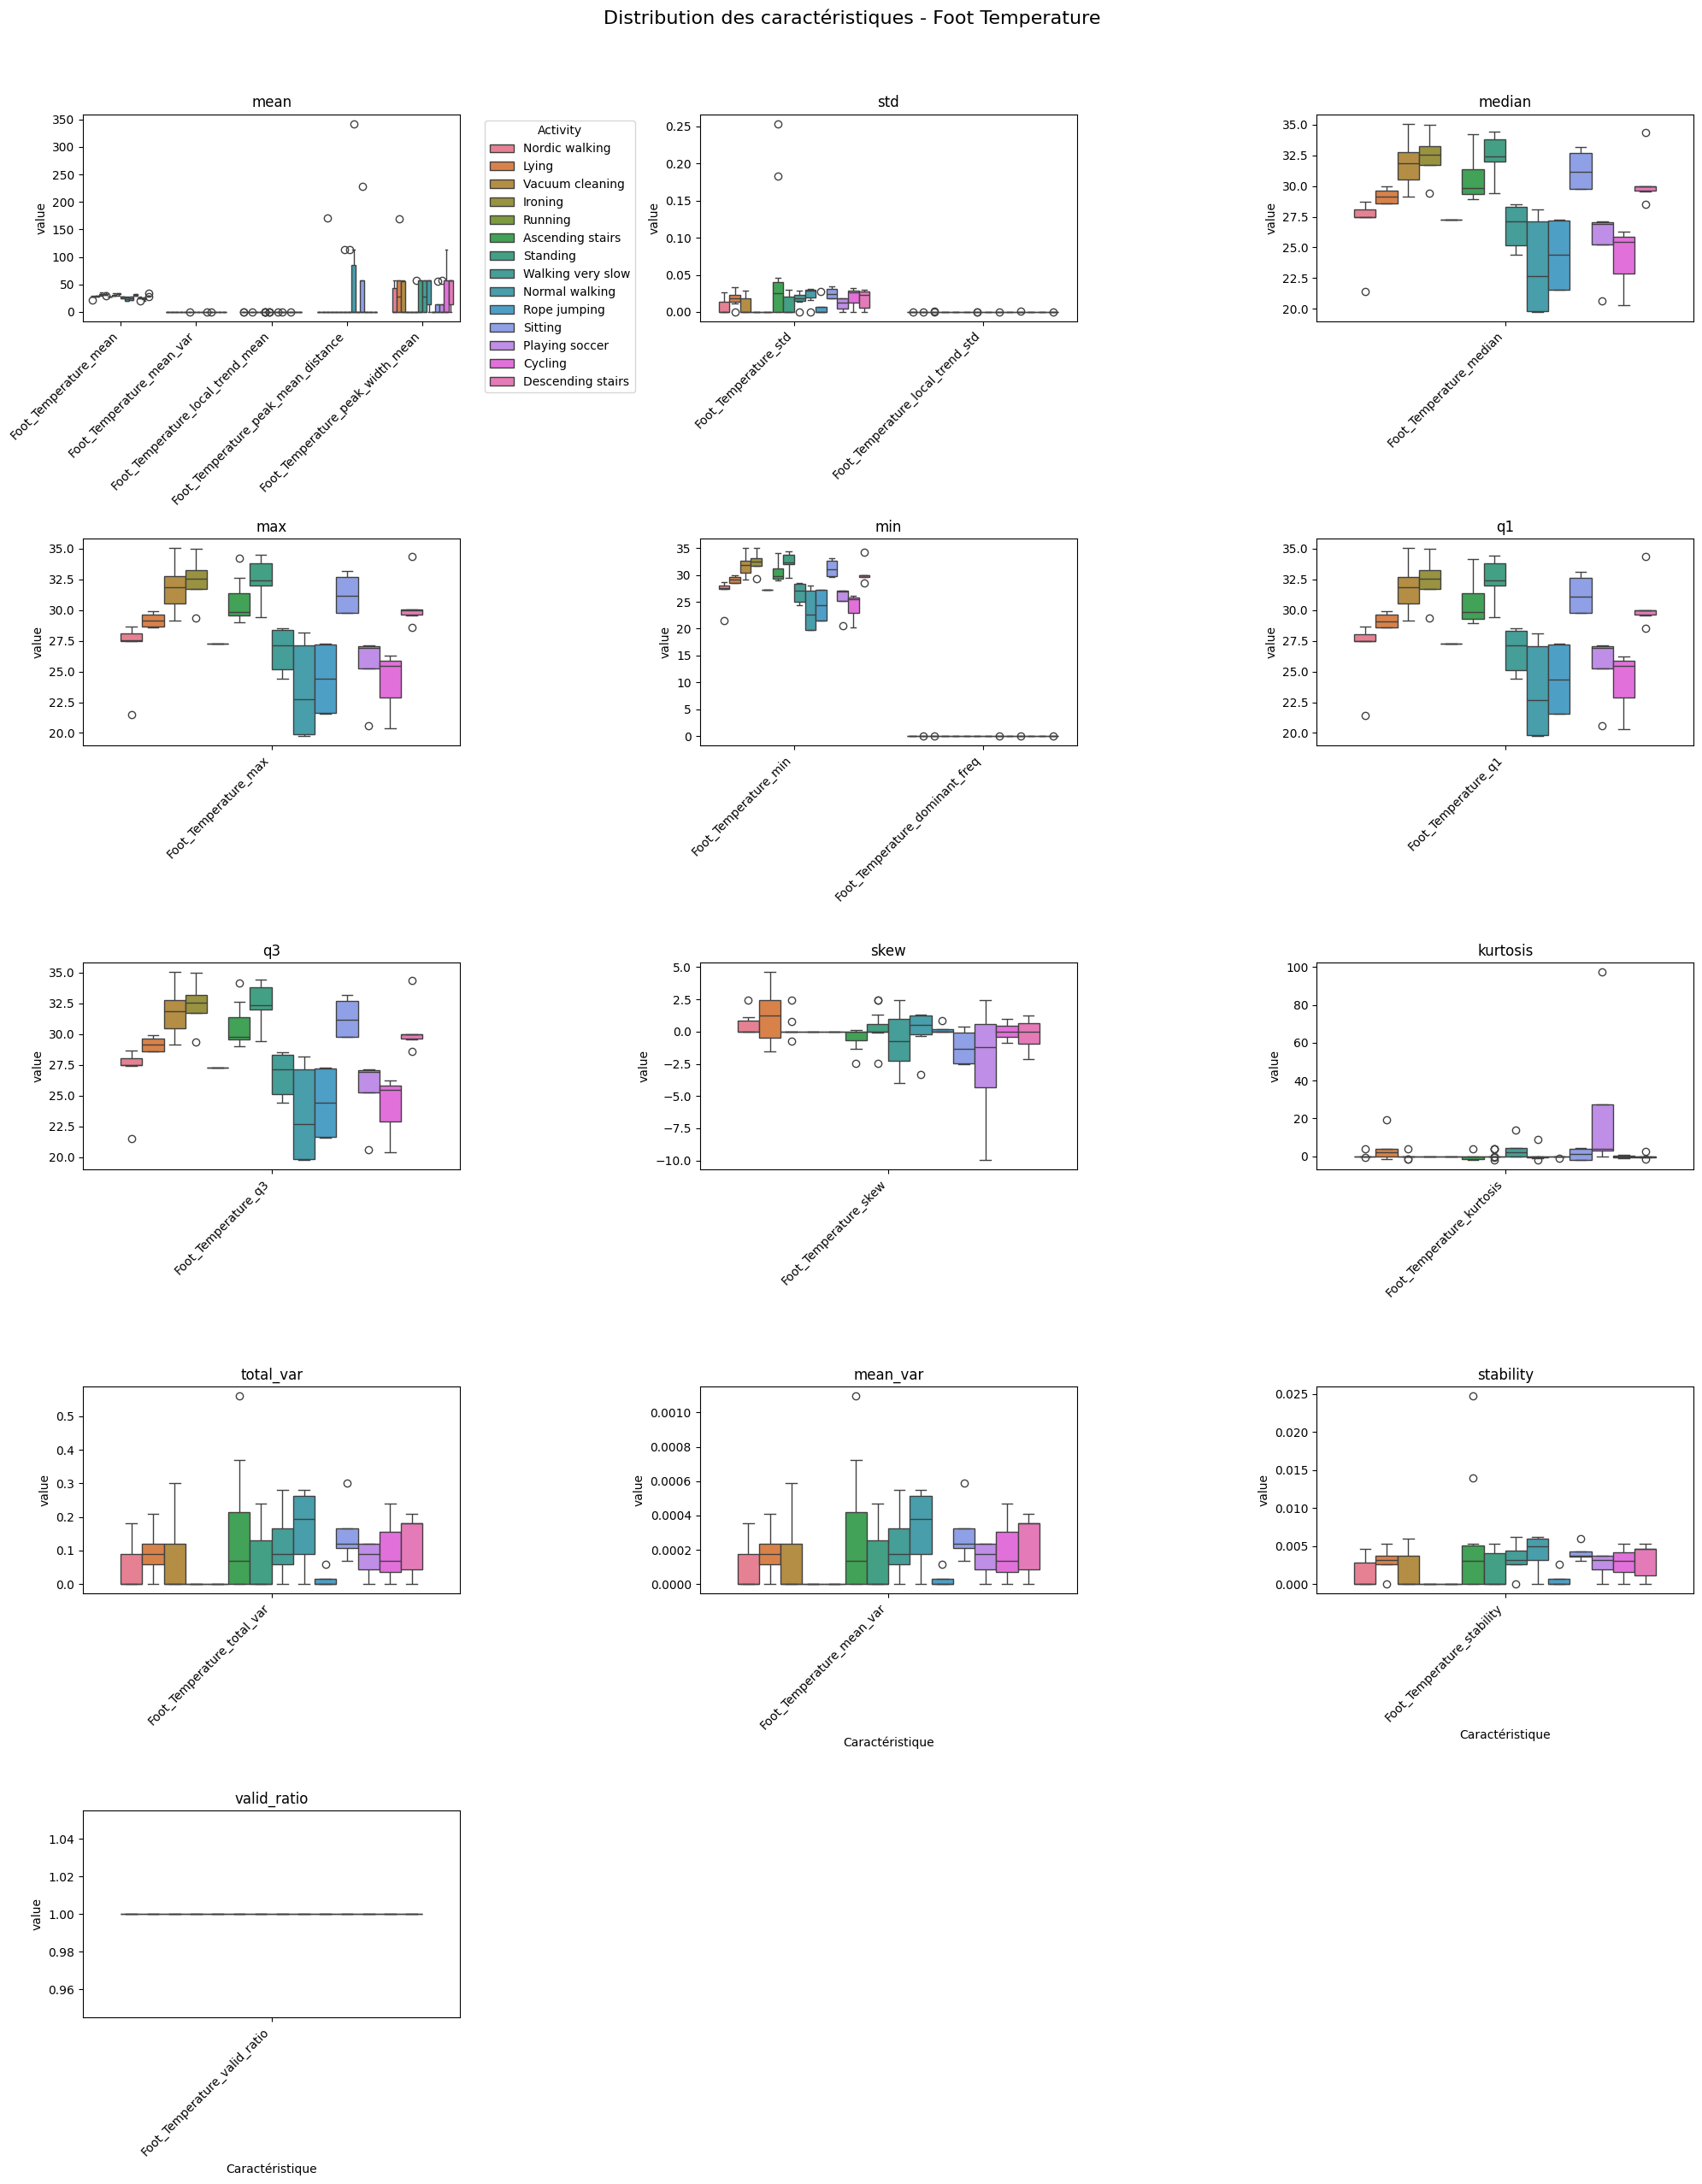 Distribution des caractéristiques - Foot Temperature
mean
350
300
250
200
150
100
50
0
value
Foot_Temperature_mean
Foot_Temperature_mean_var
Foot_Temperature_local_trend_mean
Foot_Temperature_peak_mean_distance
Foot_Temperature_peak_width_mean
Activity
Nordic walking
Lying
Vacuum cleaning
Ironing
Running
Ascending stairs
Standing
Walking very slow
Normal walking
Rope jumping
Sitting
Playing soccer
Cycling
Descending stairs
std
0.25
0.20
0.15
0.10
0.05
0.00
value
Foot_Temperature_std
Foot_Temperature_local_trend_std
median
35.0
32.5
30.0
27.5
25.0
22.5
20.0
value
Foot_Temperature_median
max
35.0
32.5
30.0
27.5
25.0
22.5
20.0
value
Foot_Temperature_max
min
35
30
25
20
15
10
5
0
value
Foot_Temperature_min
Foot_Temperature_dominant_freq
q1
35.0
32.5
30.0
27.5
25.0
22.5
20.0
value
Foot_Temperature_q1
q3
35.0
32.5
30.0
27.5
25.0
22.5
20.0
value
Foot_Temperature_q3
skew
5.0
2.5
0.0
−2.5
−5.0
−7.5
−10.0
value
Foot_Temperature_skew
kurtosis
100
80
60
40
20
0
value
Foot_Temperature_kurtosis
total_var
0.5
0.4
0.3
0.2
0.1
0.0
value
Foot_Temperature_total_var
mean_var
0.0010
0.0008
0.0006
0.0004
0.0002
0.0000
value
Foot_Temperature_mean_var
Caractéristique
stability
0.025
0.020
0.015
0.010
0.005
0.000
value
Foot_Temperature_stability
Caractéristique
valid_ratio
1.04
1.02
1.00
0.98
0.96
value
Foot_Temperature_valid_ratio
Caractéristique